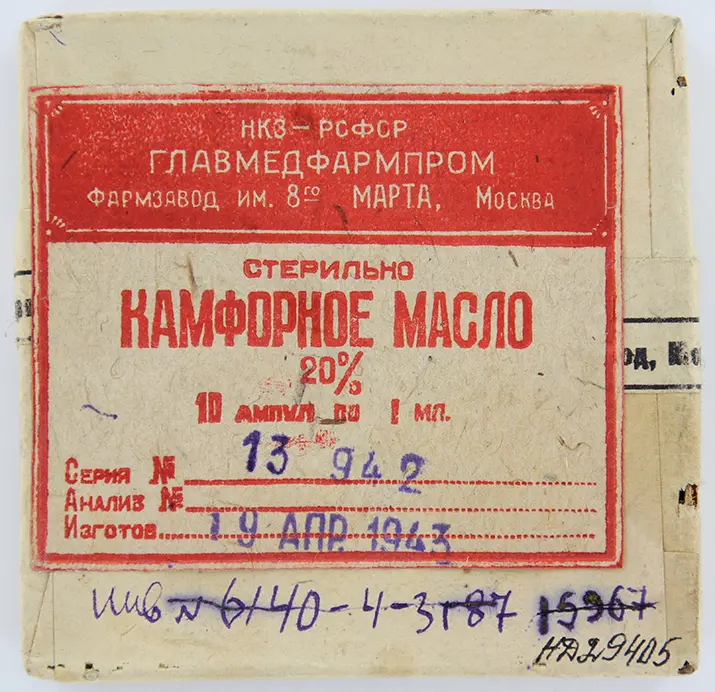 НКЗ-РСФСР
ГЛАВМЕДФАРМПРОМ
ФАРМЗАВОД ИМ. 8го МАРТА, МОСКВА
СТЕРИЛЬНО
КАМФОРНОЕ МАСЛО
20%
10 АМПУЛ ПО 1 МЛ.
13 942
СЕРИЯ №
АНАЛИЗ №
ИЗГОТОВ. 19 АПР. 1943
инв № 6140-4-3187 15967
НД29405